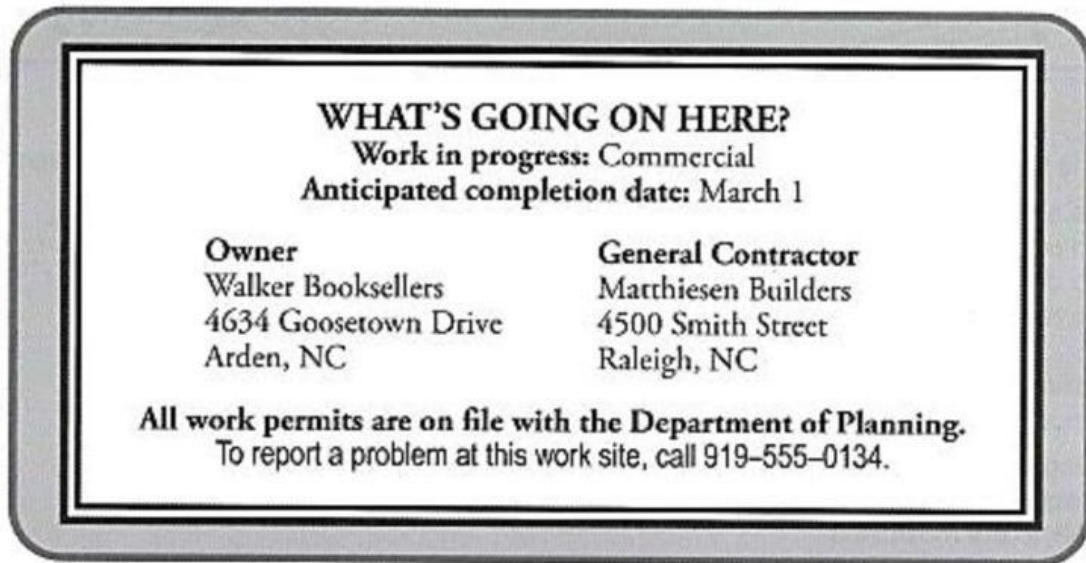 WHAT'S GOING ON HERE?
Work in progress: Commercial
Anticipated completion date: March 1
Owner
Walker Booksellers
4634 Goosetown Drive
Arden, NC
General Contractor
Matthiesen Builders
4500 Smith Street
Raleigh, NC
All work permits are on file with the Department of Planning.
To report a problem at this work site, call 919–555–0134.